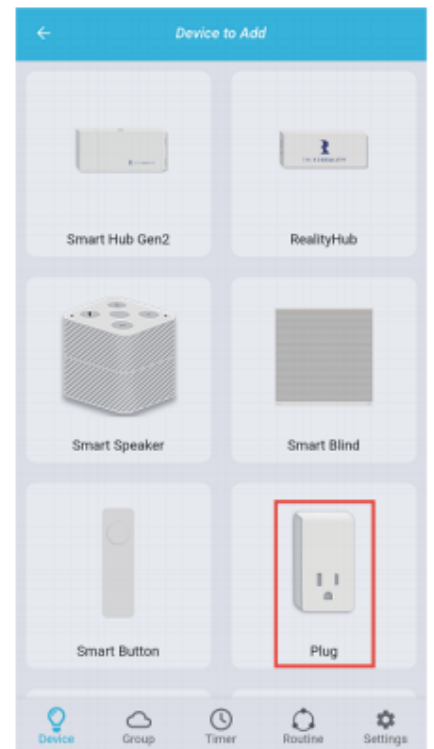 Device to Add
Smart Hub Gen2
RealityHub
Smart Speaker
Smart Blind
Smart Button
Plug
Device
Group
Timer
Routine
Settings